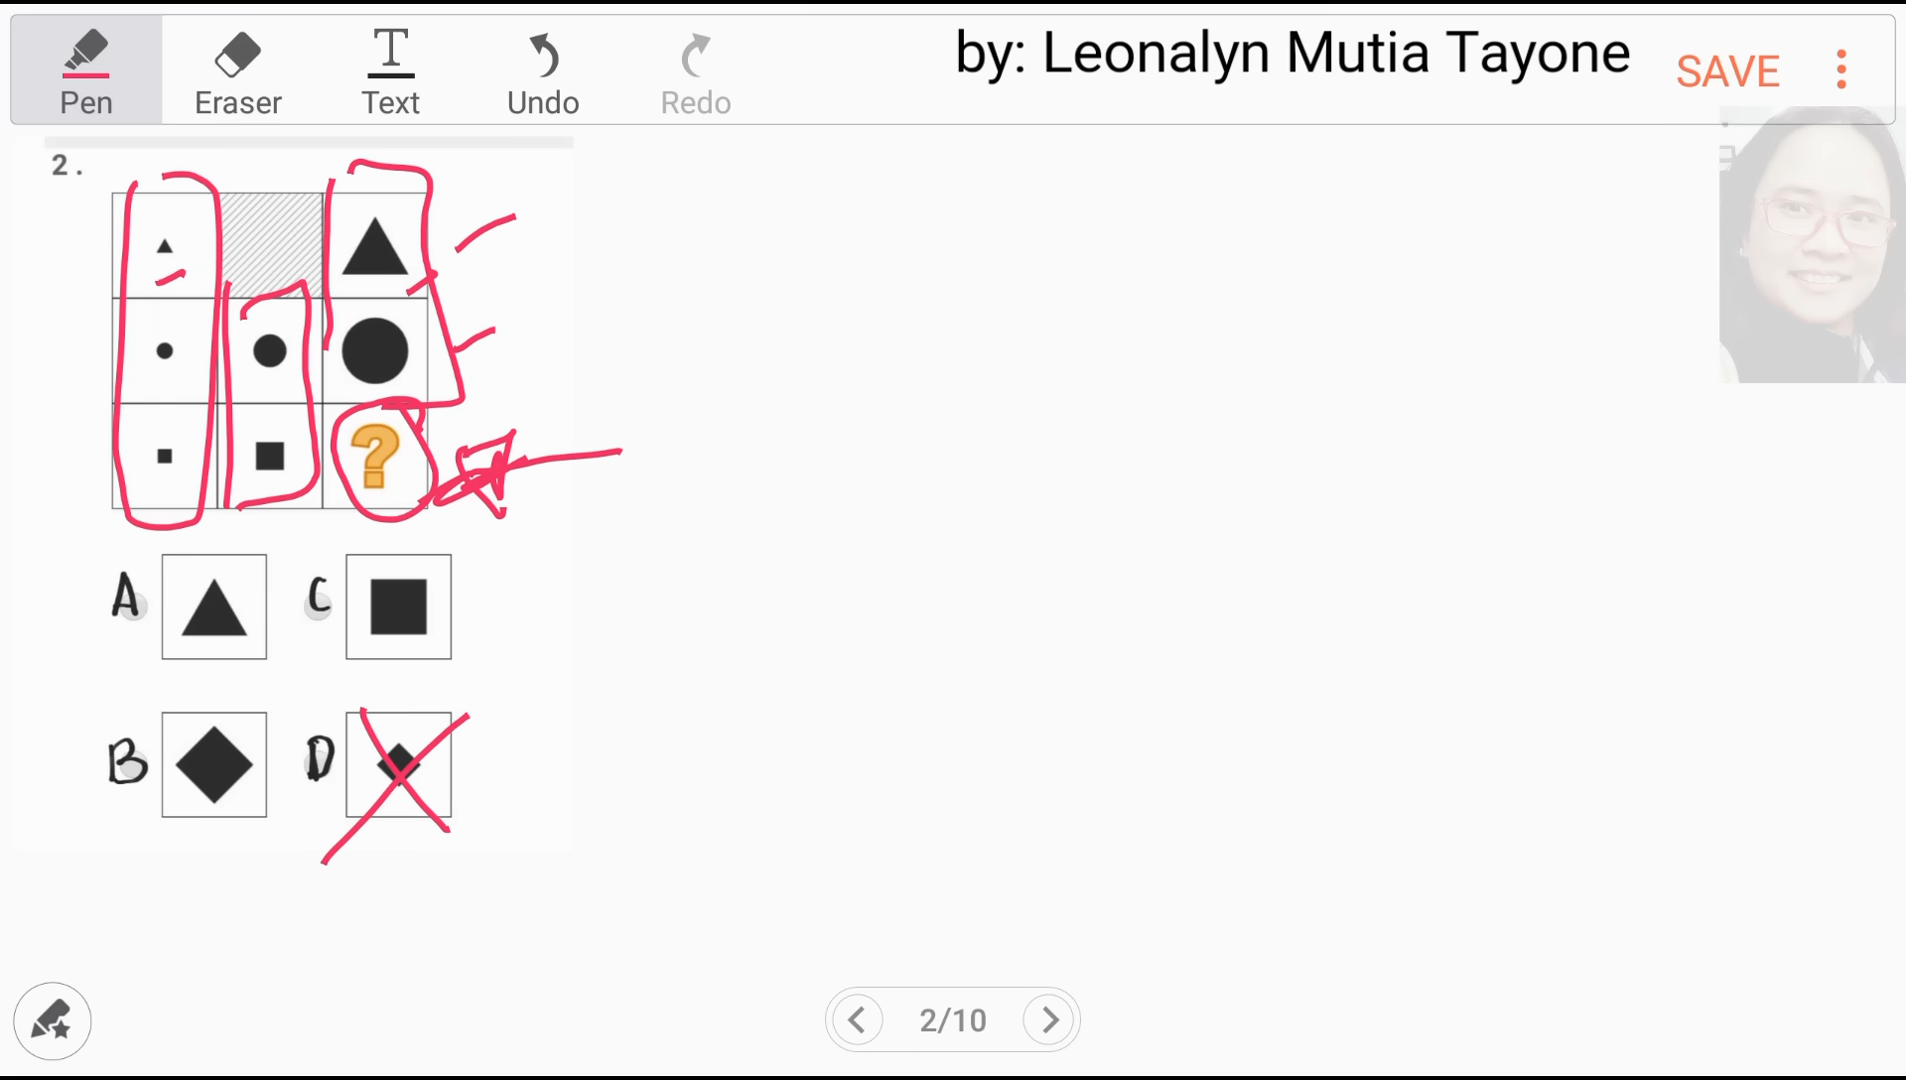 by: Leonalyn Mutia Tayone
SAVE
Pen
Eraser
Text
Undo
Redo
2.
?
A
C
B
D
2/10